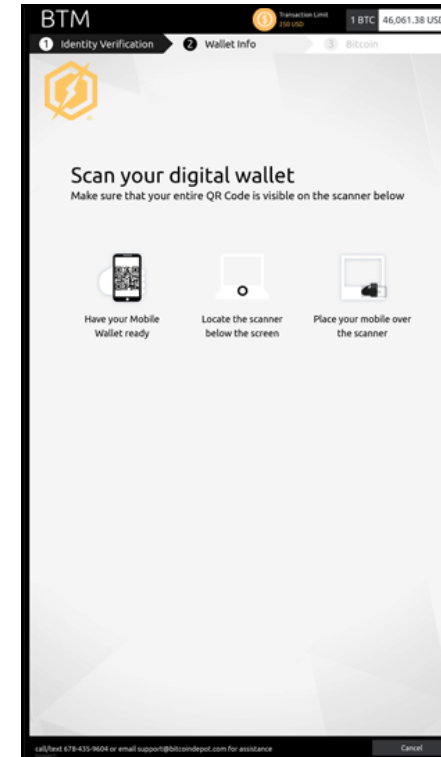 BTM
Transaction Limit
250 USD
1 BTC 46,061.38 USD
1 Identity Verification 2 Wallet Info 3 Bitcoin
Scan your digital wallet
Make sure that your entire QR Code is visible on the scanner below
Have your Mobile
Wallet ready
Locate the scanner
below the screen
Place your mobile over
the scanner
call/text 678-435-9604 or email support@bitcoindepot.com for assistance
Cancel